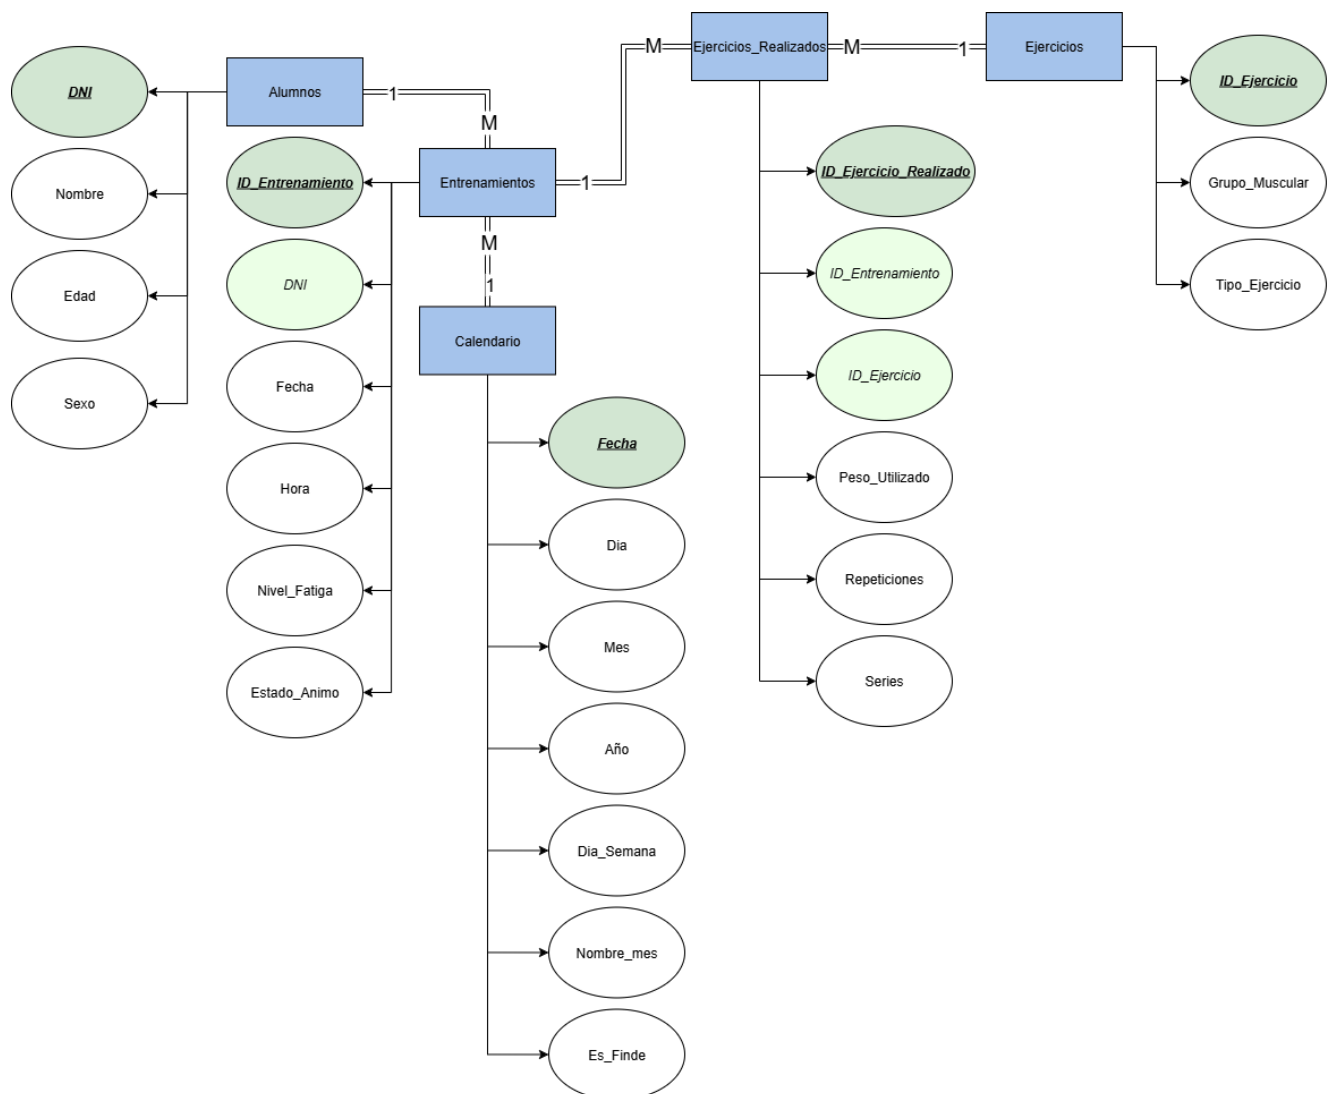 Ejercicios_Realizados
M
M
1
Ejercicios
Alumnos
1
M
DNI
Nombre
Edad
Sexo
Entrenamientos
1
M
1
ID_Entrenamiento
DNI
Fecha
Hora
Nivel_Fatiga
Estado_Animo
Calendario
Fecha
Dia
Mes
Año
Dia_Semana
Nombre_mes
Es_Finde
ID_Ejercicio_Realizado
ID_Entrenamiento
ID_Ejercicio
Peso_Utilizado
Repeticiones
Series
ID_Ejercicio
Grupo_Muscular
Tipo_Ejercicio